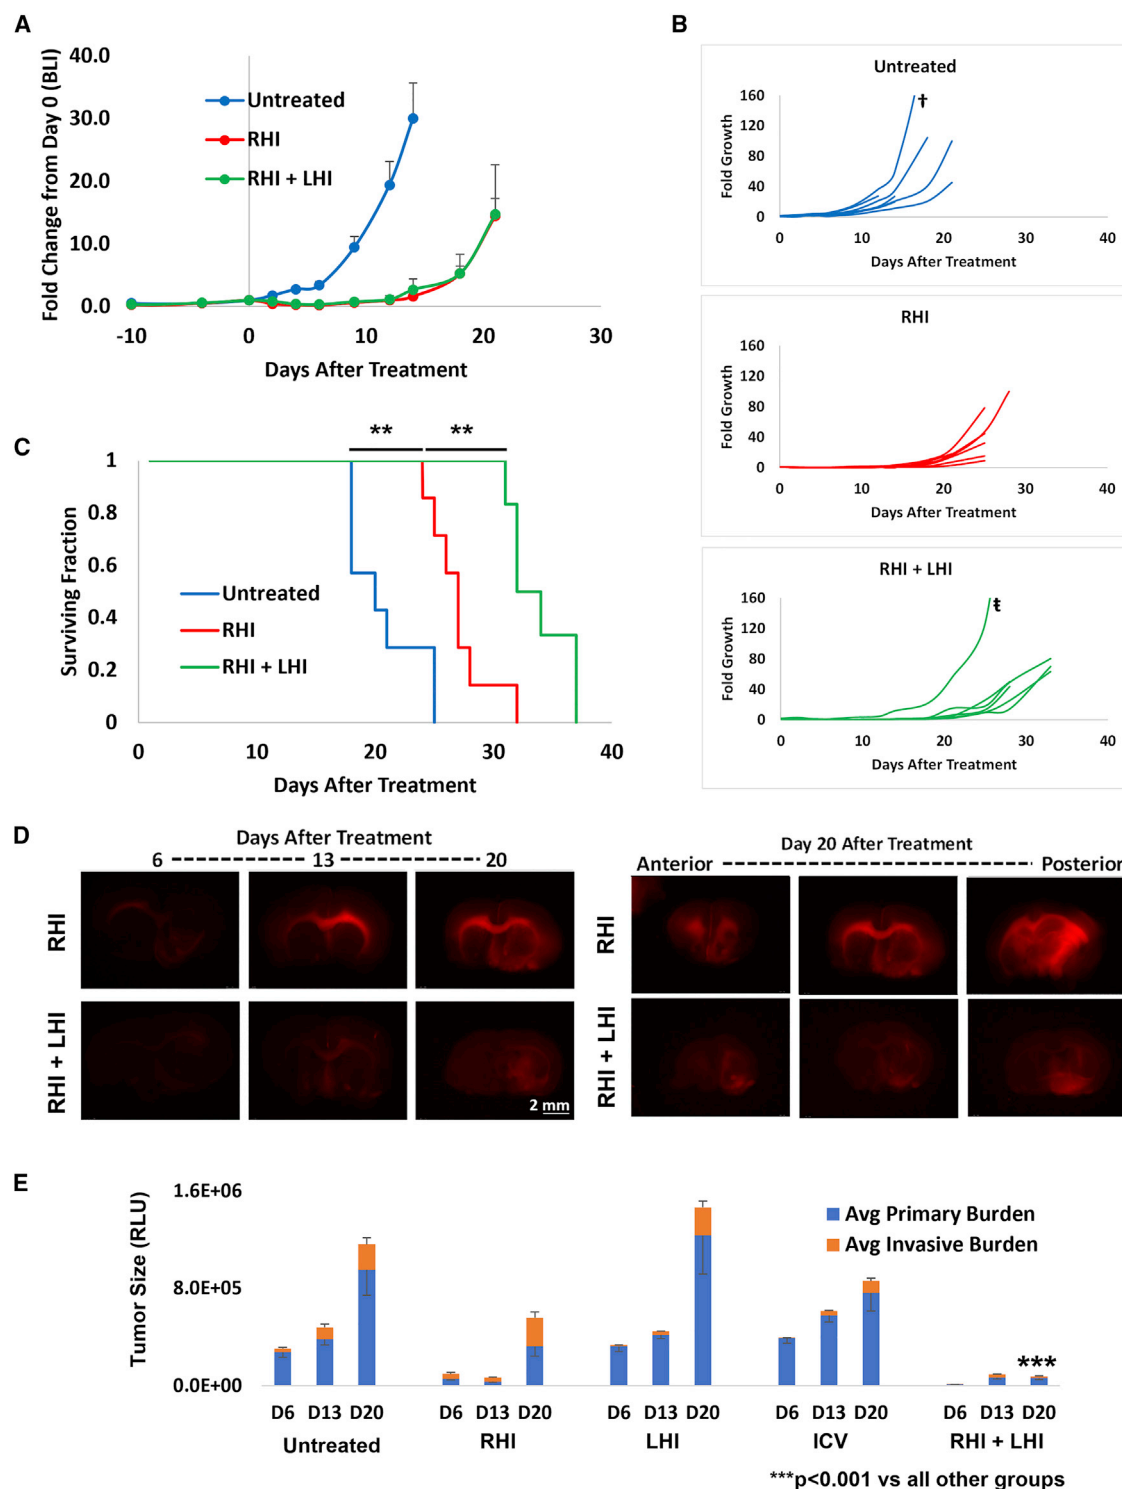 A
Fold Change from Day 0 (BLI)
40.0
30.0
20.0
10.0
0.0
-10
0
10
20
30
Days After Treatment
Untreated
RHI
RHI + LHI
B
Untreated
Fold Growth
160
120
80
40
0
†
0
10
20
30
40
Days After Treatment
RHI
Fold Growth
160
120
80
40
0
0
10
20
30
40
Days After Treatment
RHI + LHI
Fold Growth
160
120
80
40
0
0
10
20
30
40
Days After Treatment
C
** **
Surviving Fraction
1
0.8
0.6
0.4
0.2
0
Untreated
RHI
RHI + LHI
0
10
20
30
40
Days After Treatment
D
Days After Treatment
6 13 20
RHI
RHI + LHI
2 mm
Day 20 After Treatment
Anterior Posterior
RHI
RHI + LHI
E
Tumor Size (RLU)
1.6E+06
8.0E+05
0.0E+00
Avg Primary Burden
Avg Invasive Burden
***
D6 D13 D20 D6 D13 D20 D6 D13 D20 D6 D13 D20 D6 D13 D20
Untreated RHI LHI ICV RHI + LHI
***p<0.001 vs all other groups